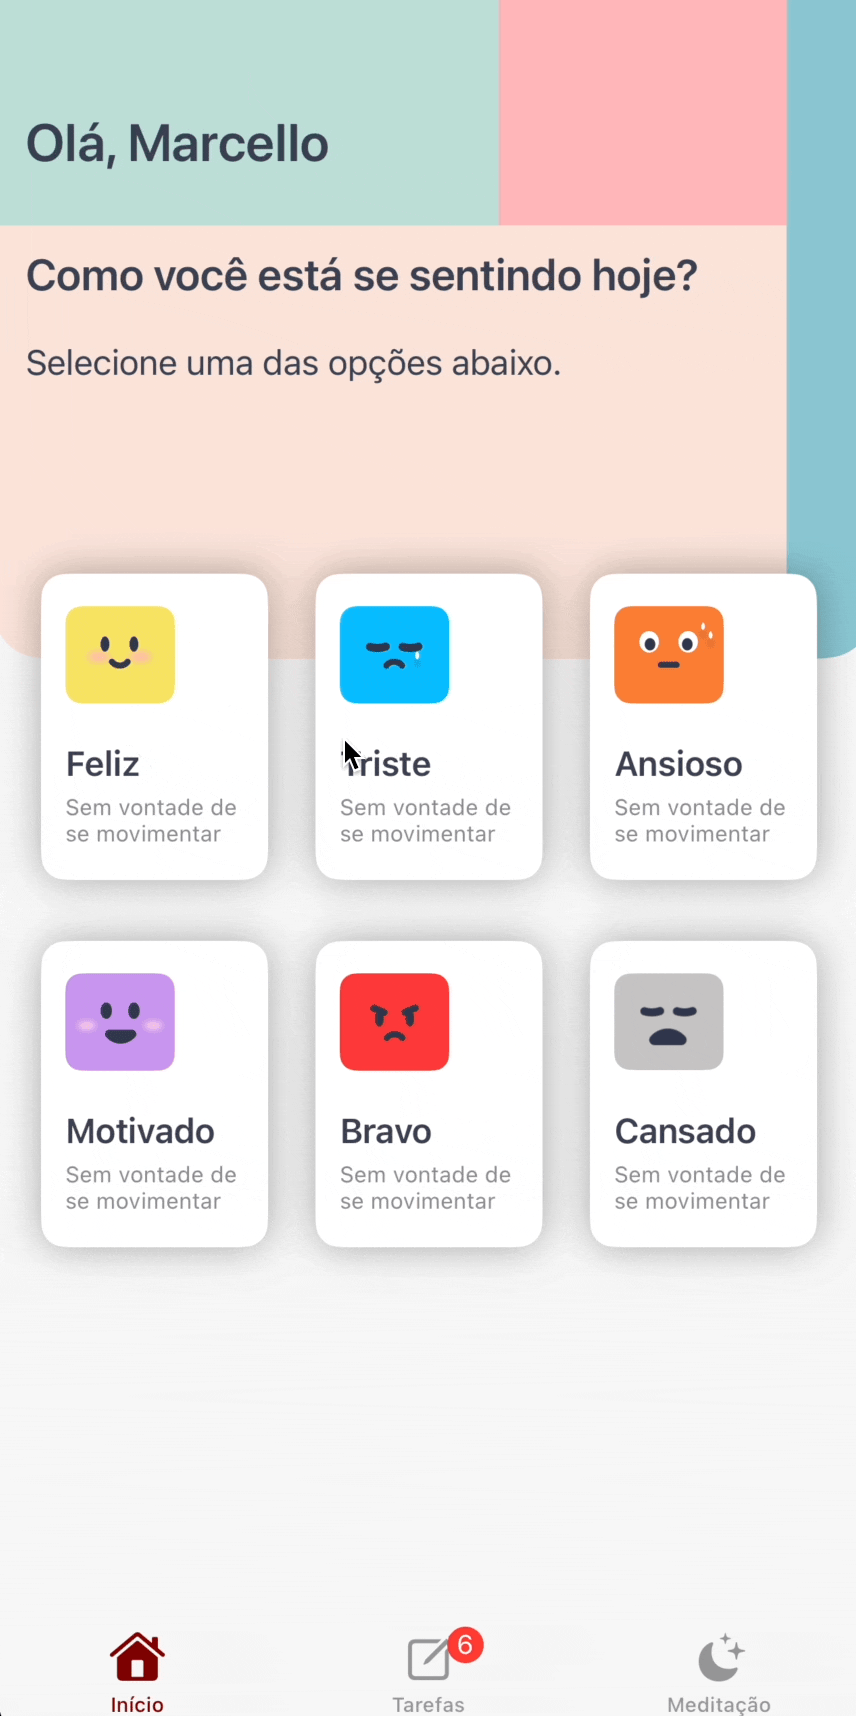 Olá, Marcello
Como você está se sentindo hoje?
Selecione uma das opções abaixo.
Feliz
Sem vontade de
se movimentar
Triste
Sem vontade de
se movimentar
Ansioso
Sem vontade de
se movimentar
Motivado
Sem vontade de
se movimentar
Bravo
Sem vontade de
se movimentar
Cansado
Sem vontade de
se movimentar
Início
6
Tarefas
Meditação